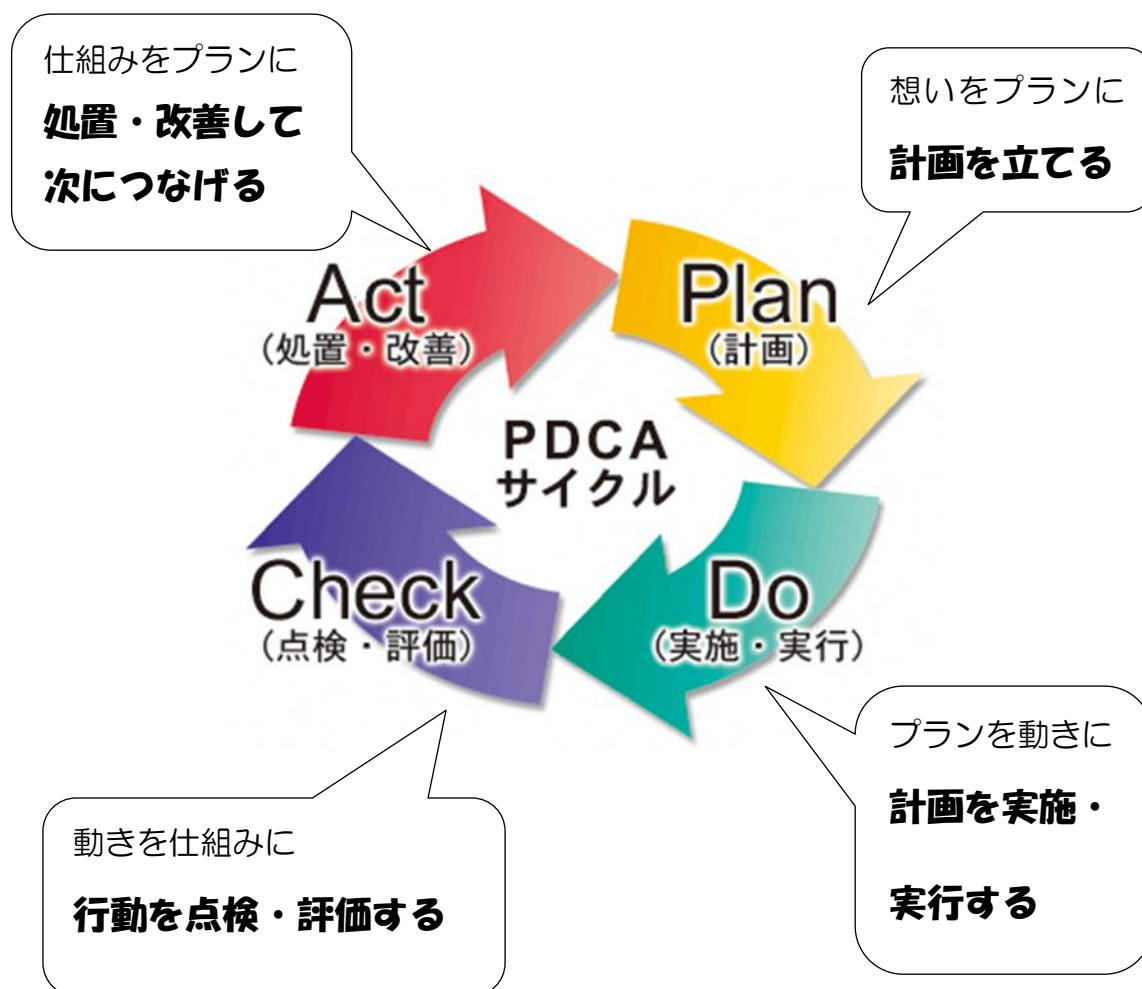 仕組みをプランに
処置・改善して
次につなげる
想いをプランに
計画を立てる
Act
(処置・改善)
Plan
(計画)
PDCA
サイクル
Check
(点検・評価)
Do
(実施・実行)
動きを仕組みに
行動を点検・評価する
プランを動きに
計画を実施・
実行する